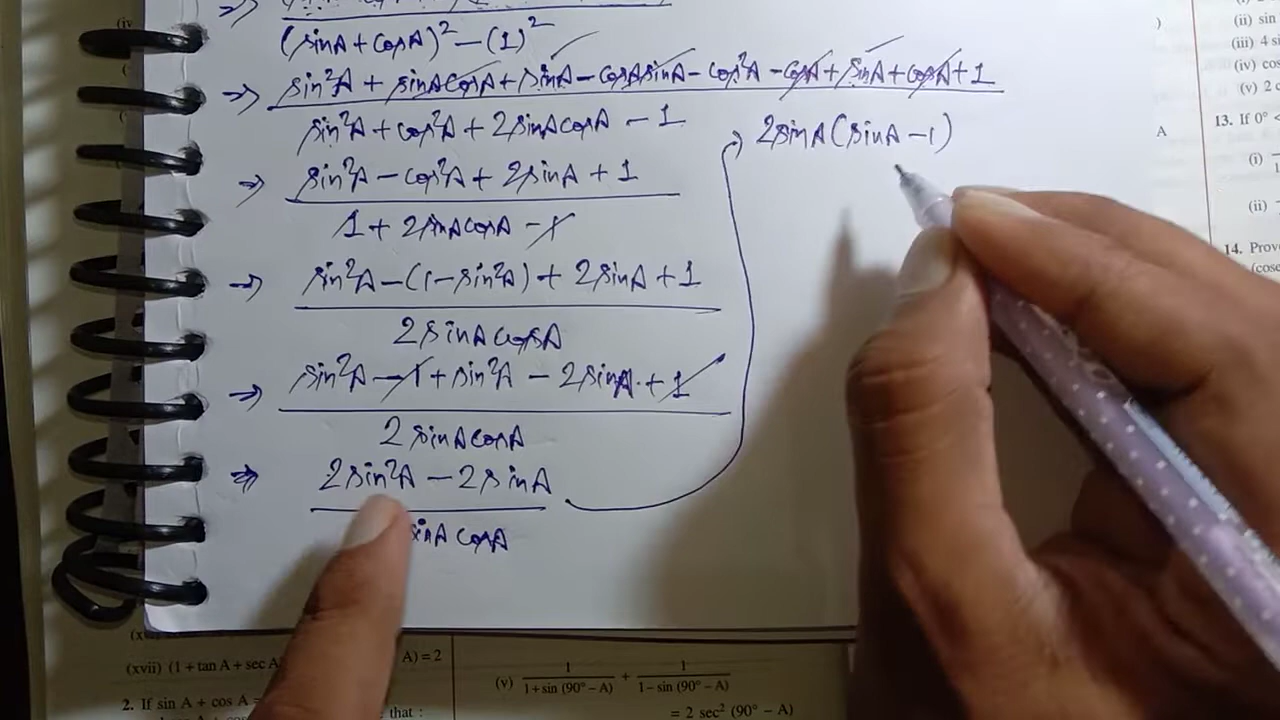 (sinA + cosA)² – (1)²
⇒ sin²A + sinAcosA + sinA – cosAsinA – cos²A – cosA + sinA + cosA + 1
sin²A + cos²A + 2sinAcosA – 1
⇒ sin²A – cos²A + 2sinA + 1
1 + 2sinAcosA – 1
⇒ sin²A – (1 – sin²A) + 2sinA + 1
2sinAcosA
⇒ sin²A – 1 + sin²A – 2sinA + 1
2sinAcosA
⇒ 2sin²A – 2sinA
sinAcosA
→ 2sinA(sinA – 1)
(xvii) (1 + tan A + sec A
A) = 2
2. If sin A + cos A =
that :
(v) 1/1 + sin (90° – A) + 1/1 – sin (90° – A)
= 2 sec² (90° – A)
(ii) sin
(iii) 4 si
(iv) cos
(v) 2 c
13. If 0° <
A
(i)
(ii) –
14. Prov
(cose